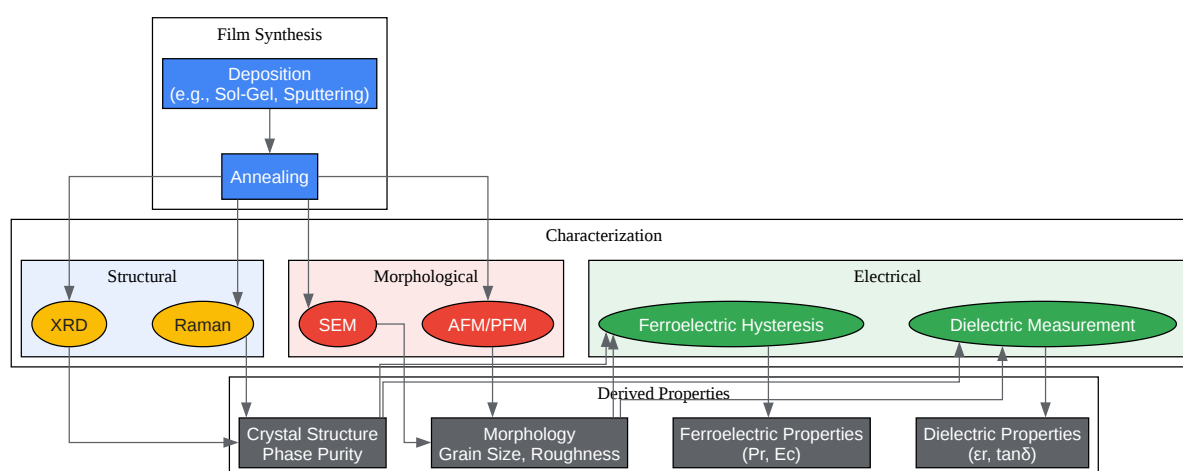 Film Synthesis
Deposition
(e.g., Sol-Gel, Sputtering)
Annealing
Characterization
Structural
Morphological
Electrical
XRD
Raman
SEM
AFM/PFM
Ferroelectric Hysteresis
Dielectric Measurement
Derived Properties
Crystal Structure
Phase Purity
Morphology
Grain Size, Roughness
Ferroelectric Properties
(Pr, Ec)
Dielectric Properties
(εr, tanδ)